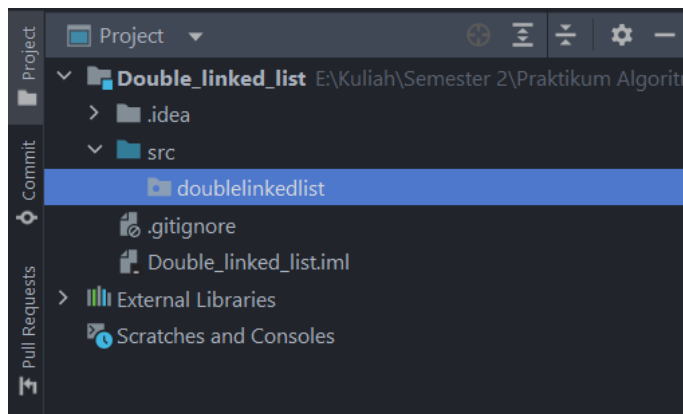 Project
Project
Double_linked_list E:\Kuliah\Semester 2\Praktikum Algorit
.idea
src
doublelinkedlist
.gitignore
Double_linked_list.iml
External Libraries
Scratches and Consoles
Commit
Pull Requests